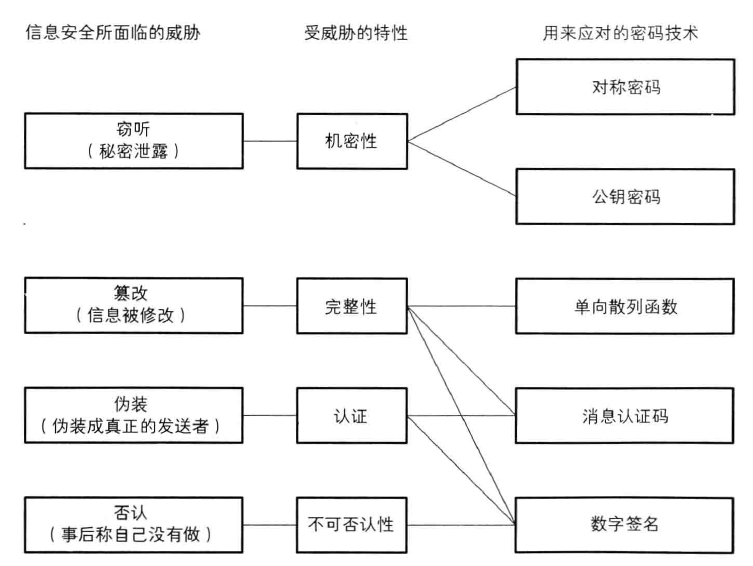 信息安全所面临的威胁 受威胁的特性 用来应对的密码技术
对称密码
窃听
（秘密泄露）
机密性
公钥密码
篡改
（信息被修改）
完整性
单向散列函数
伪装
（伪装成真正的发送者）
认证
消息认证码
否认
（事后称自己没有做）
不可否认性
数字签名